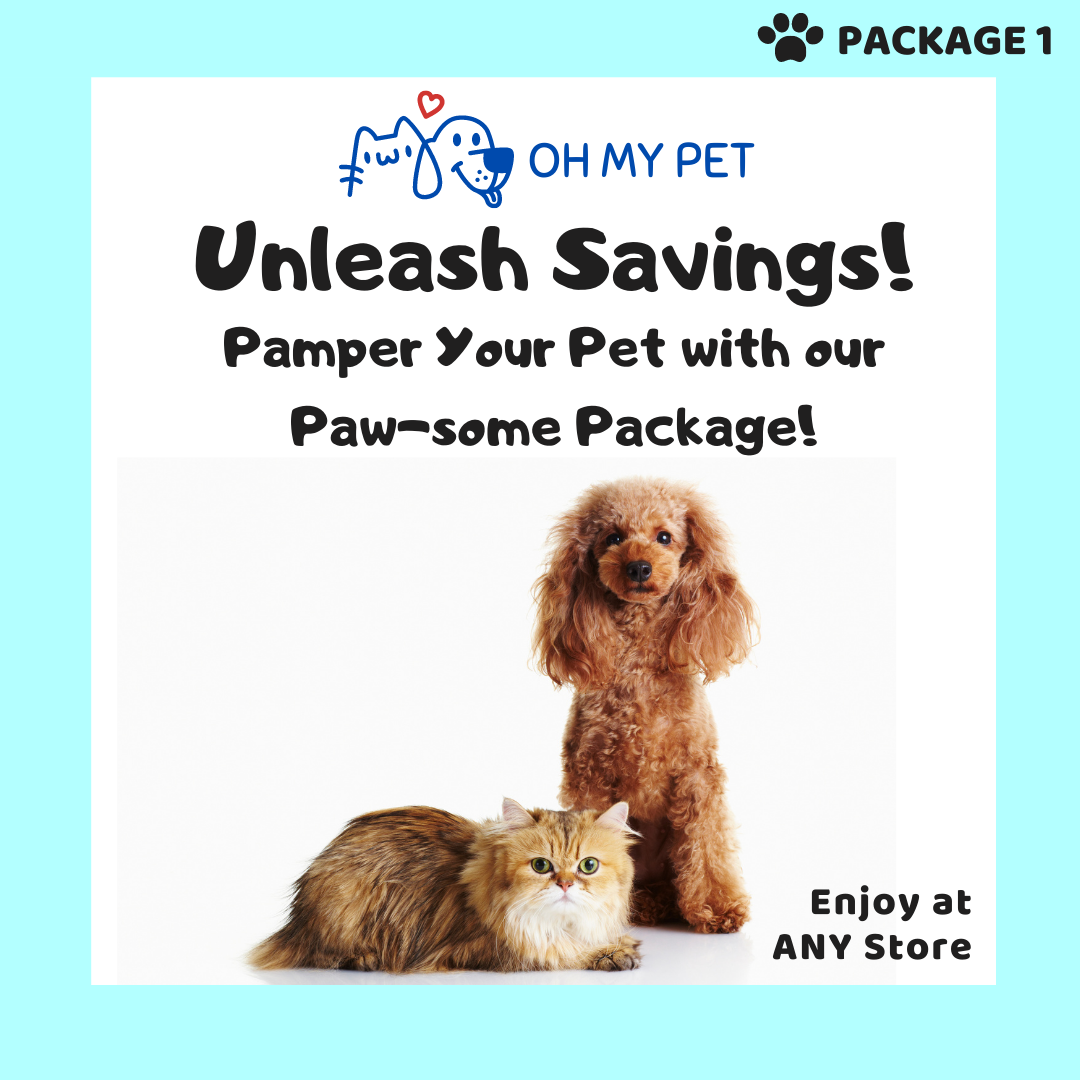 PACKAGE 1
OH MY PET
Unleash Savings!
Pamper Your Pet with our
Paw-some Package!
Enjoy at
ANY Store